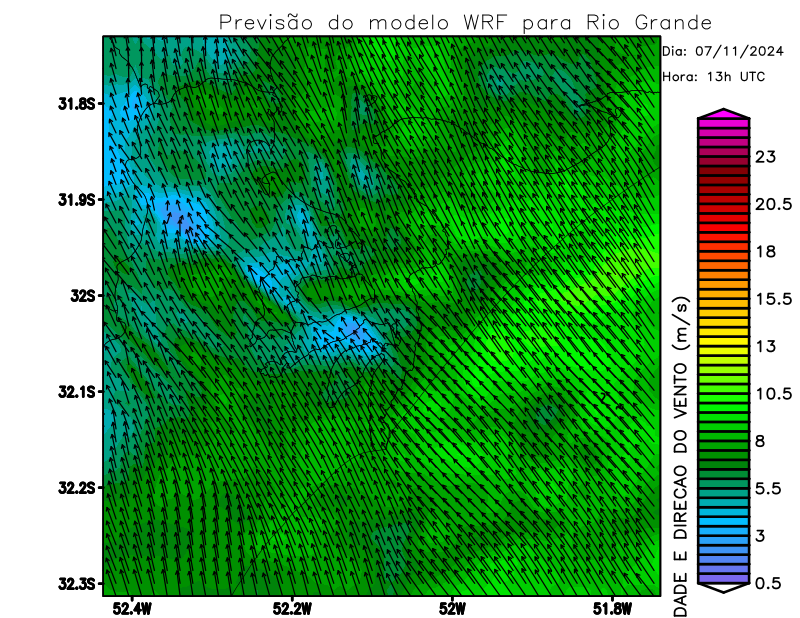 Previsão do modelo WRF para Rio Grande
Dia: 07/11/2024
Hora: 13h UTC
31.8S
31.9S
32S
32.1S
32.2S
32.3S
52.4W
52.2W
52W
51.8W
23
20.5
18
15.5
13
10.5
8
5.5
3
0.5
DADE E DIRECAO DO VENTO (m/s)